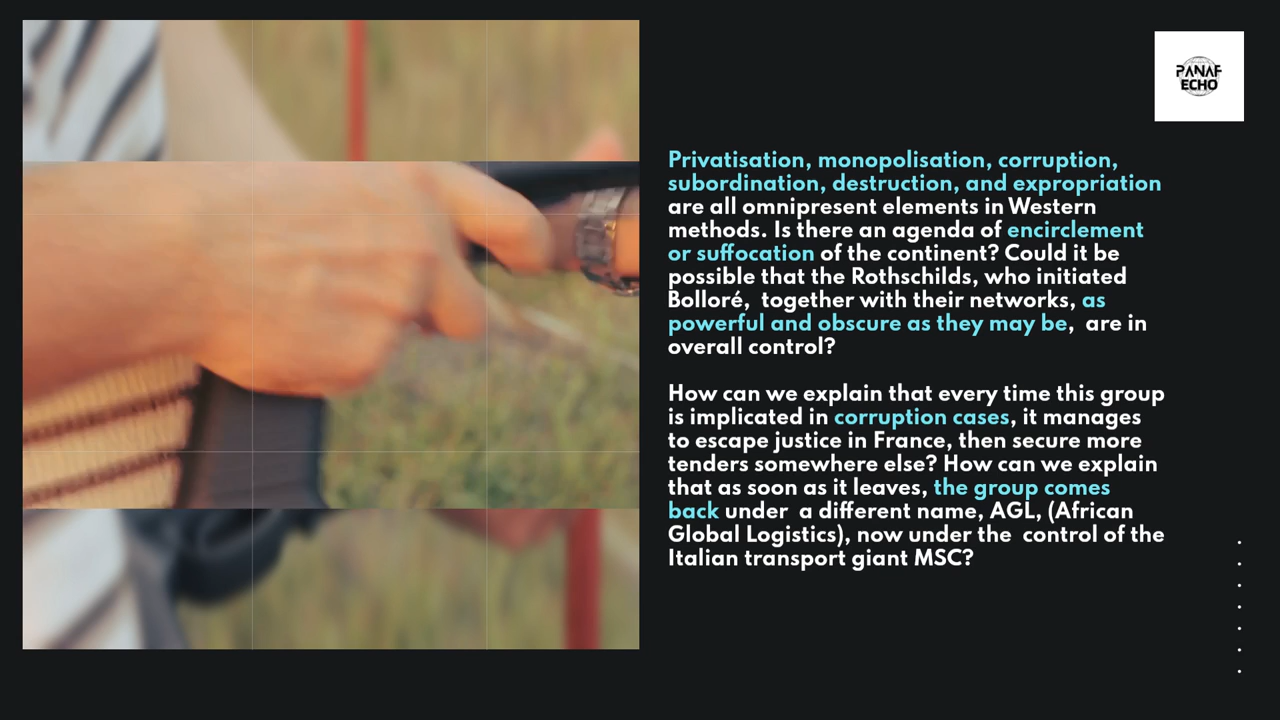 PANAF
ECHO
Privatisation, monopolisation, corruption,
subordination, destruction, and expropriation
are all omnipresent elements in Western
methods. Is there an agenda of encirclement
or suffocation of the continent? Could it be
possible that the Rothschilds, who initiated
Bolloré,  together with their networks, as
powerful and obscure as they may be,  are in
overall control?
How can we explain that every time this group
is implicated in corruption cases, it manages
to escape justice in France, then secure more
tenders somewhere else? How can we explain
that as soon as it leaves, the group comes
back under  a different name, AGL, (African
Global Logistics), now under the  control of the
Italian transport giant MSC?